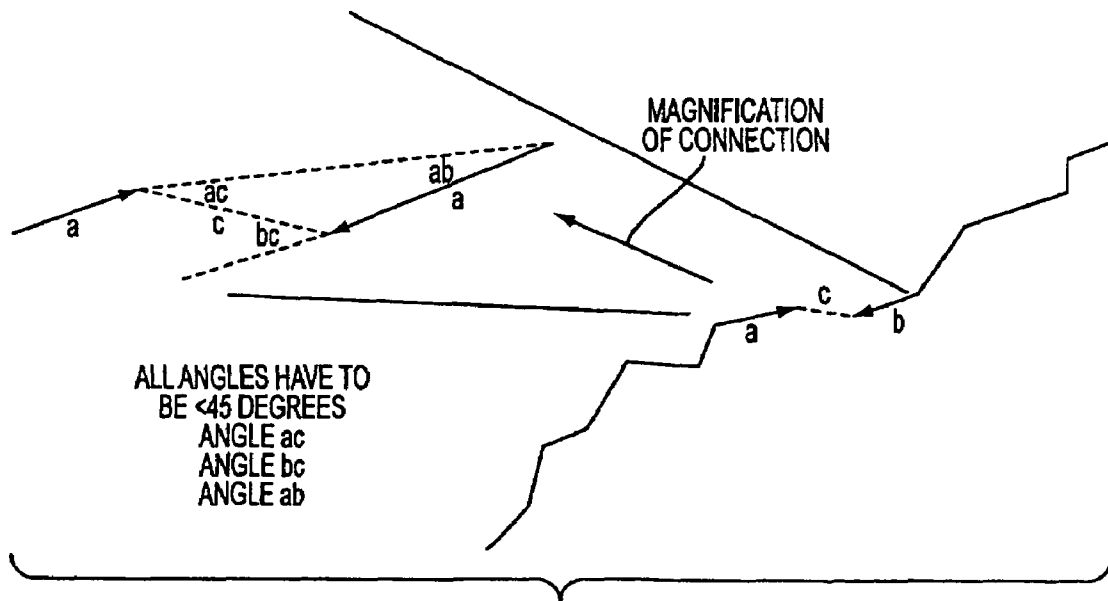 MAGNIFICATION
OF CONNECTION
ab
ac
a
a
c
bc
c
a
b
ALL ANGLES HAVE TO
BE <45 DEGREES
ANGLE ac
ANGLE bc
ANGLE ab